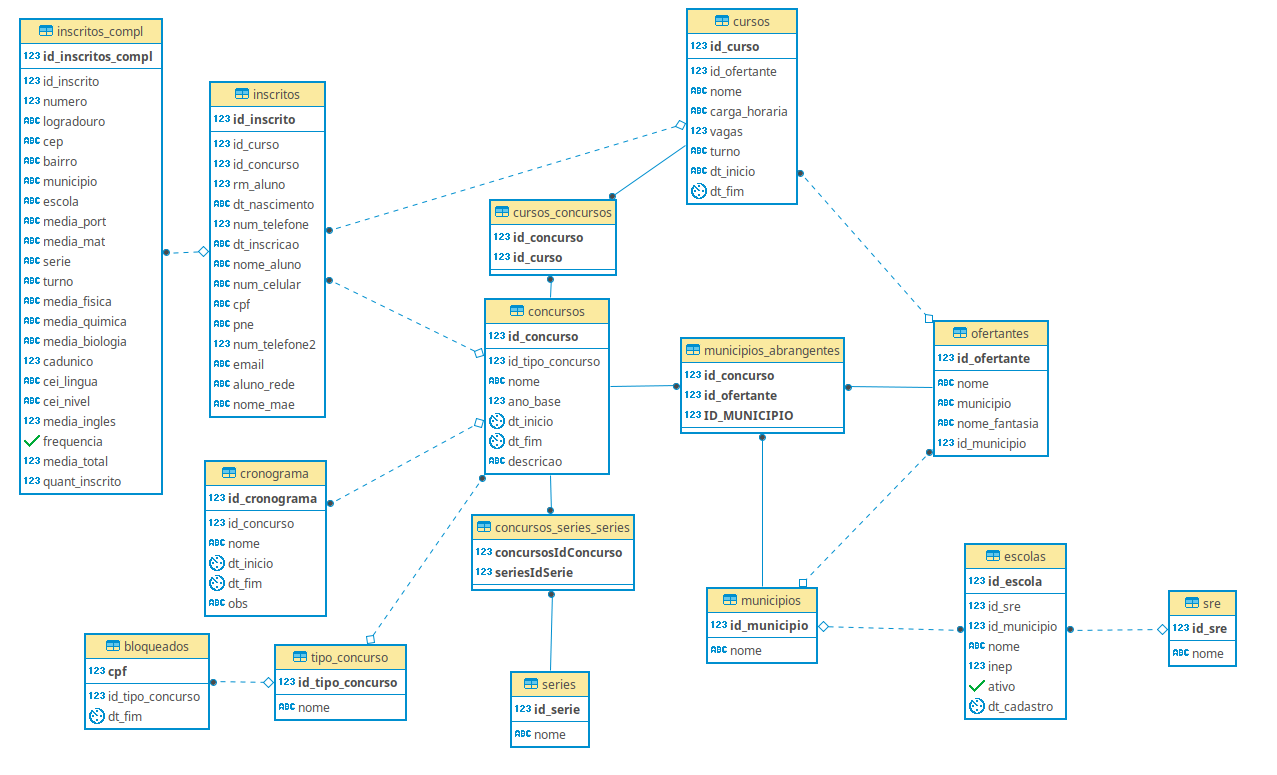 inscritos_compl
123 id_inscritos_compl
123 id_inscrito
123 numero
ABC logradouro
ABC cep
ABC bairro
ABC municipio
ABC escola
ABC media_port
ABC media_mat
ABC serie
ABC turno
ABC media_fisica
ABC media_quimica
ABC media_biologia
123 cadunico
ABC cei_lingua
ABC cei_nivel
ABC media_ingles
frequencia
123 media_total
123 quant_inscrito
inscritos
123 id_inscrito
123 id_curso
123 id_concurso
123 rm_aluno
ABC dt_nascimento
123 num_telefone
ABC dt_inscricao
ABC nome_aluno
123 num_celular
ABC cpf
ABC pne
123 num_telefone2
ABC email
ABC aluno_rede
ABC nome_mae
cursos
123 id_curso
123 id_ofertante
ABC nome
ABC carga_horaria
123 vagas
ABC turno
ABC dt_inicio
dt_fim
cursos_concursos
123 id_concurso
123 id_curso
concursos
123 id_concurso
123 id_tipo_concurso
ABC nome
123 ano_base
dt_inicio
dt_fim
ABC descricao
municipios_abrangentes
123 id_concurso
123 id_ofertante
123 ID_MUNICIPIO
ofertantes
123 id_ofertante
ABC nome
ABC municipio
ABC nome_fantasia
123 id_municipio
cronograma
123 id_cronograma
123 id_concurso
ABC nome
dt_inicio
dt_fim
ABC obs
concursos_series_series
123 concursosIdConcurso
123 seriesIdSerie
municipios
123 id_municipio
ABC nome
escolas
123 id_escola
123 id_sre
123 id_municipio
ABC nome
123 inep
ativo
dt_cadastro
sre
123 id_sre
ABC nome
bloqueados
123 cpf
123 id_tipo_concurso
dt_fim
tipo_concurso
123 id_tipo_concurso
ABC nome
series
123 id_serie
ABC nome